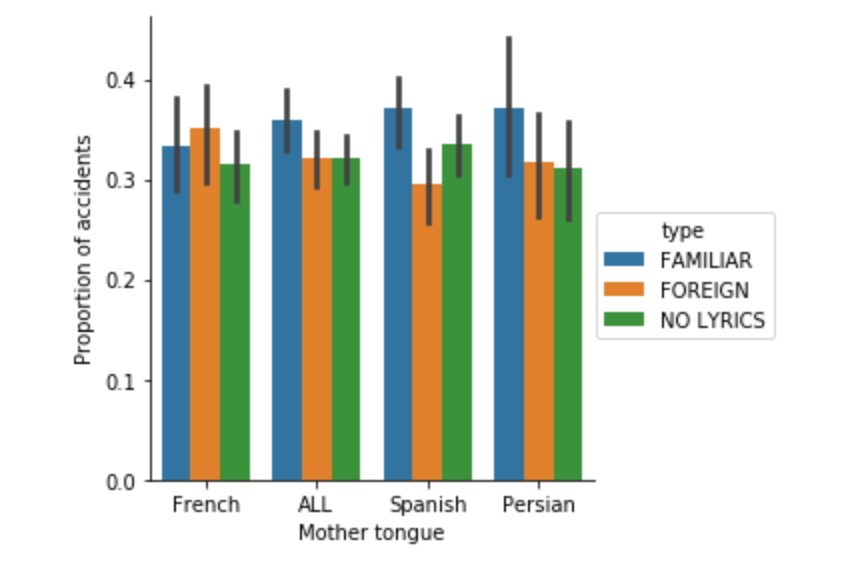 Proportion of accidents
0.4
0.3
0.2
0.1
0.0
French ALL Spanish Persian
Mother tongue
type
FAMILIAR
FOREIGN
NO LYRICS